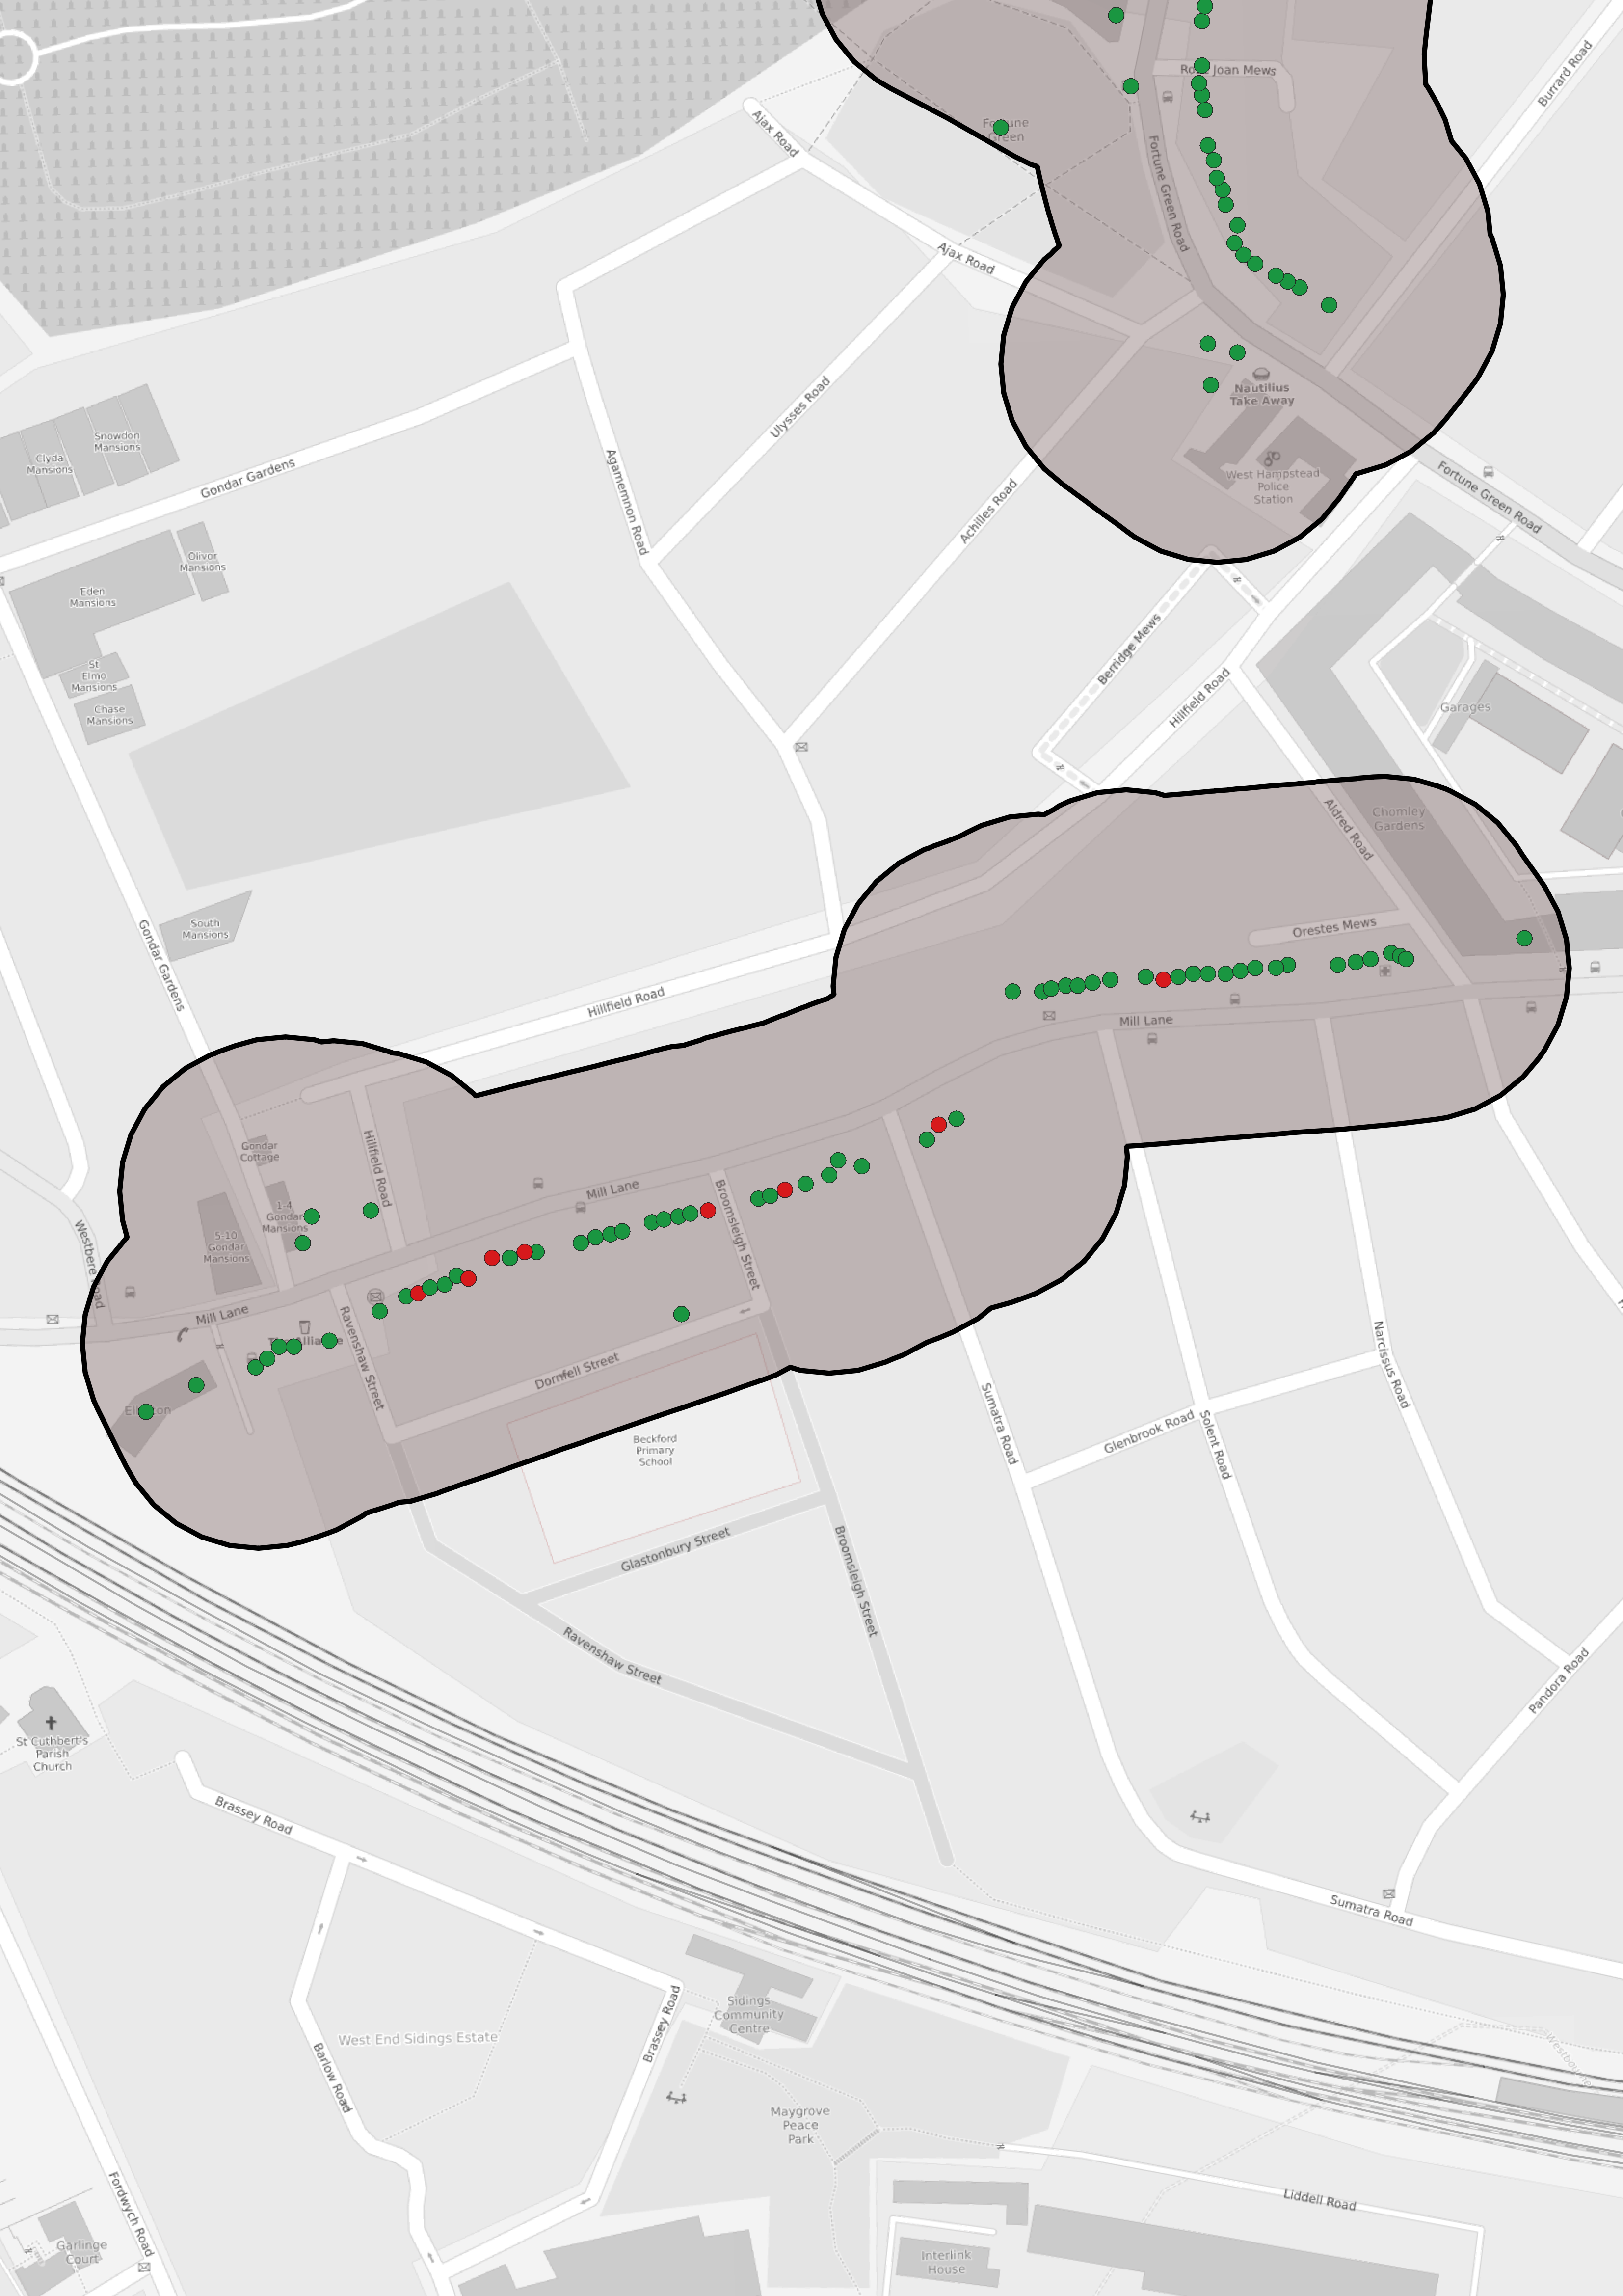 Rose Joan Mews
Burrard Road
Ajax Road
Fortune
Green
Fortune Green Road
Ajax Road
Nautilius
Take Away
Ulysses Road
Snowdon
Mansions
Clyda
Mansions
Gondar Gardens
Agamemnon Road
West Hampstead
Police
Station
Fortune Green Road
Achilles Road
Olivor
Mansions
Eden
Mansions
Berridge Mews
St
Elmo
Mansions
Chase
Mansions
Hillfield Road
Garages
Chomley
Gardens
Aldred Road
South
Mansions
Gondar Gardens
Orestes Mews
Hillfield Road
Mill Lane
Gondar
Cottage
Hillfield Road
Mill Lane
1-4
Gondar
Mansions
5-10
Gondar
Mansions
Broomsleigh Street
Westbere Road
Mill Lane
Ravenshaw Street
Dornfell Street
Narcissus Road
Beckford
Primary
School
Sumatra Road
Glenbrook Road
Solent Road
Glastonbury Street
Broomsleigh Street
Ravenshaw Street
Pandora Road
St Cuthbert's
Parish
Church
Brassey Road
Sumatra Road
Sidings
Community
Centre
West End Sidings Estate
Brassey Road
Barlow Road
Maygrove
Peace
Park
Fordwych Road
Liddell Road
Garlinge
Court
Interlink
House